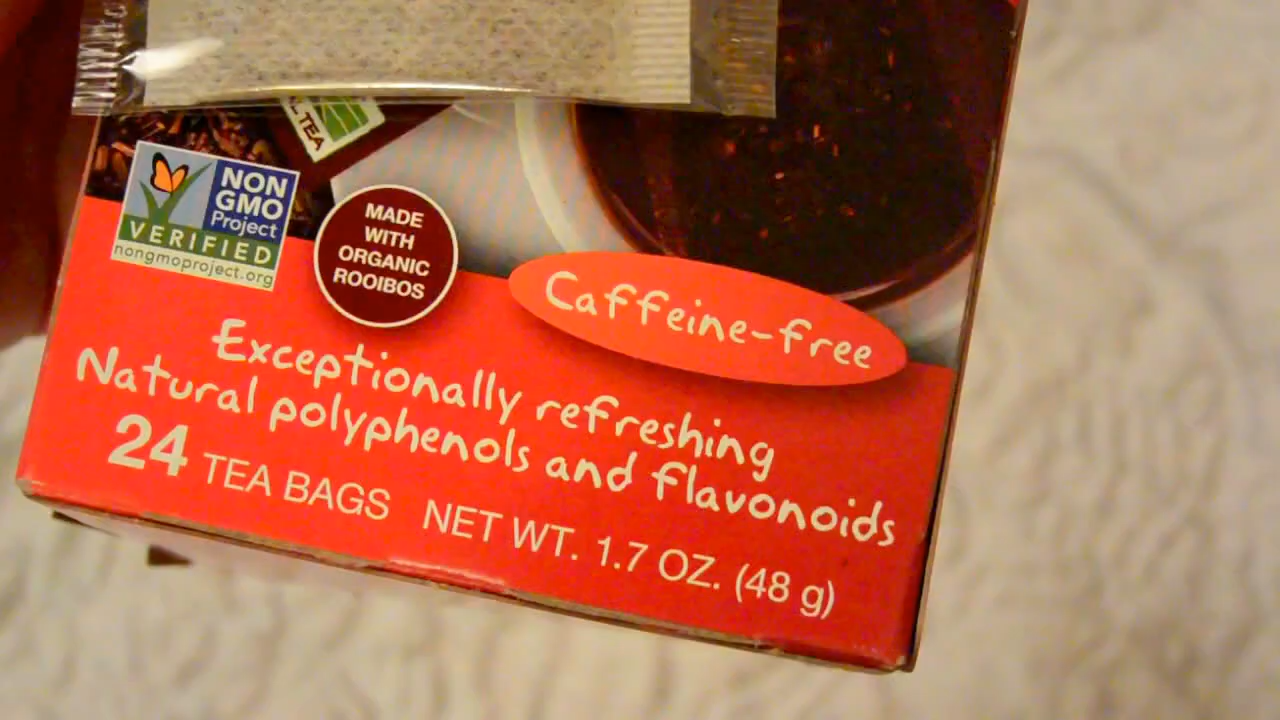 L TEA
NON
GMO
Project
VERIFIED
nongmoproject.org
MADE
WITH
ORGANIC
ROOIBOS
Caffeine-free
Exceptionally refreshing
Natural polyphenols and flavonoids
24 TEA BAGS NET WT. 1.7 OZ. (48 g)